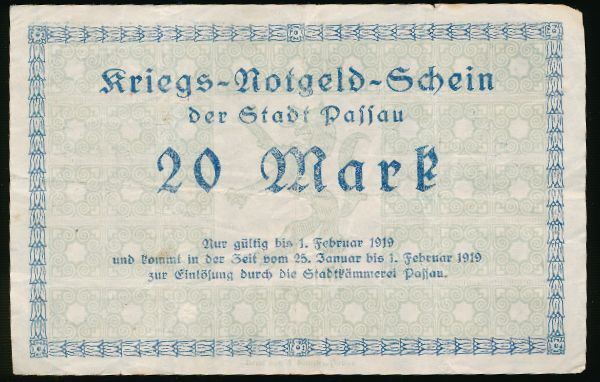 Kriegs-Notgeld-Schein
der Stadt Passau
20 Mark
Nur gültig bis 1. Februar 1919
und kommt in der Zeit vom 25. Januar bis 1. Februar 1919
zur Einlösung durch die Stadtkämmerei Passau.